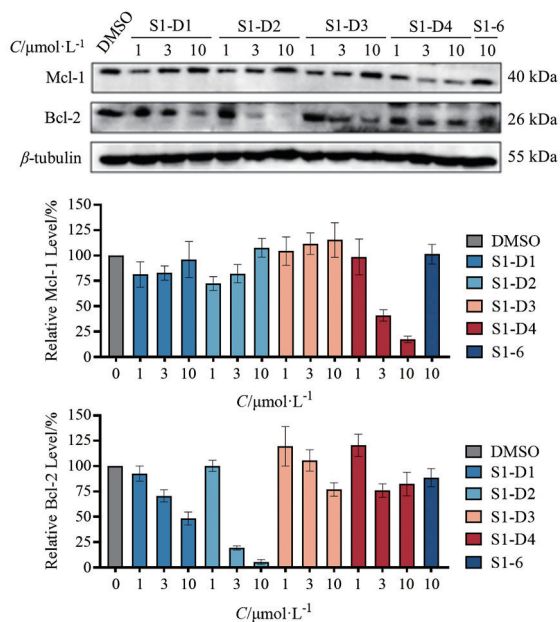 DMSO S1-D1 S1-D2 S1-D3 S1-D4 S1-6
C/μmol·L-1 1 3 10 1 3 10 1 3 10 1 3 10 10
Mcl-1 40 kDa
Bcl-2 26 kDa
β-tubulin 55 kDa
Relative Mcl-1 Level/%
150
125
100
75
50
25
0
0 1 3 10 1 3 10 1 3 10 1 3 10 10
C/μmol·L-1
DMSO
S1-D1
S1-D2
S1-D3
S1-D4
S1-6
Relative Bcl-2 Level/%
150
125
100
75
50
25
0
0 1 3 10 1 3 10 1 3 10 1 3 10 10
C/μmol·L-1
DMSO
S1-D1
S1-D2
S1-D3
S1-D4
S1-6